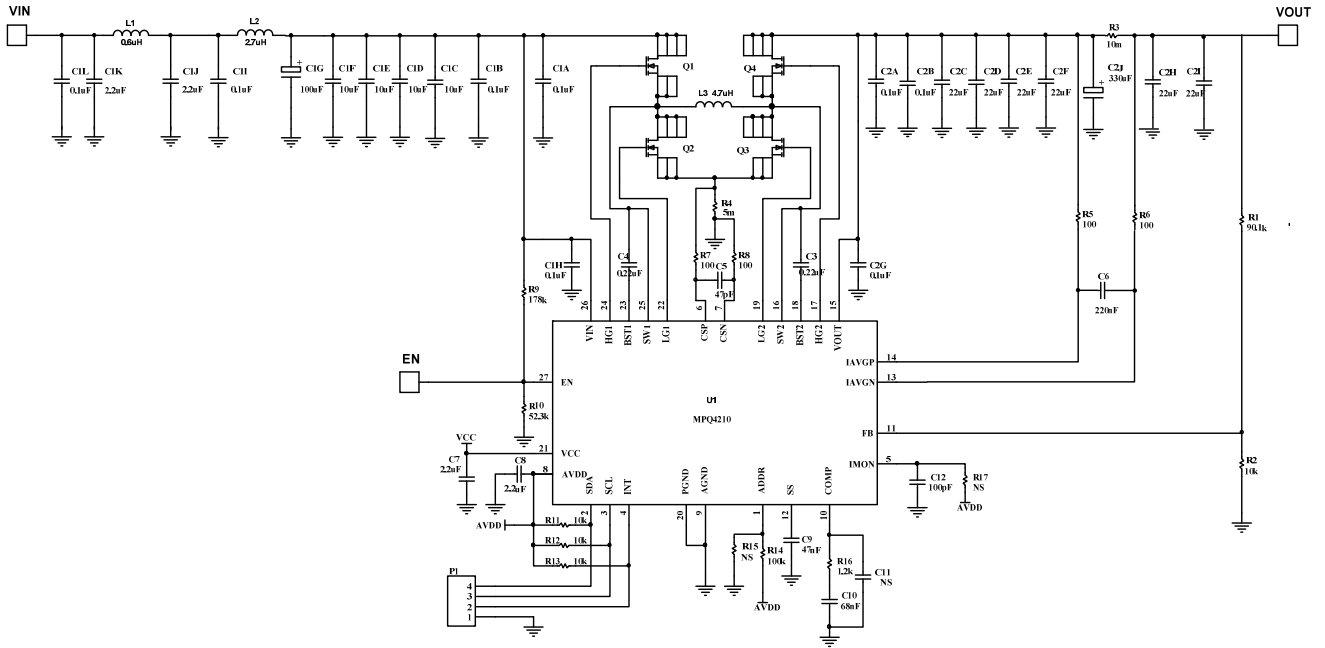 VIN
VOUT
L1
0.6uH
L2
2.7uH
R3
10m
C1L
0.1uF
C1K
2.2uF
C1J
2.2uF
C1I
0.1uF
C1G
+
100uF
C1F
10uF
C1E
10uF
C1D
10uF
C1C
10uF
C1B
0.1uF
C1A
0.1uF
Q1
Q4
L3 4.7uH
Q2
Q3
C2A
0.1uF
C2B
0.1uF
C2C
22uF
C2D
22uF
C2E
22uF
C2F
22uF
C2J
330uF
+
C2H
22uF
C2I
22uF
R4
5m
R5
100
R6
100
R1
90.1k
C1H
0.1uF
C4
0.22uF
R7
100
C5
47pF
R8
100
C3
0.22uF
C2G
0.1uF
C6
220nF
R9
178k
26
24
23
25
22
6
7
19
16
18
17
15
VIN
HG1
BST1
SW1
LG1
CSP
CSN
LG2
SW2
BST2
HG2
VOUT
EN
27
EN
IAVGP
14
IAVGN
13
U1
MPQ4210
R10
52.3k
FB
11
VCC
21
VCC
C7
2.2uF
C8
2.2uF
8
AVDD
IMON
5
C12
100pF
R17
NS
AVDD
R2
10k
SDA
SCL
INT
PGND
AGND
ADDR
SS
COMP
2
3
4
20
9
1
12
10
AVDD
R11
10k
R12
10k
R13
10k
R15
NS
R14
100k
AVDD
C9
47nF
R16
1.2k
C11
NS
C10
68nF
P1
4
3
2
1